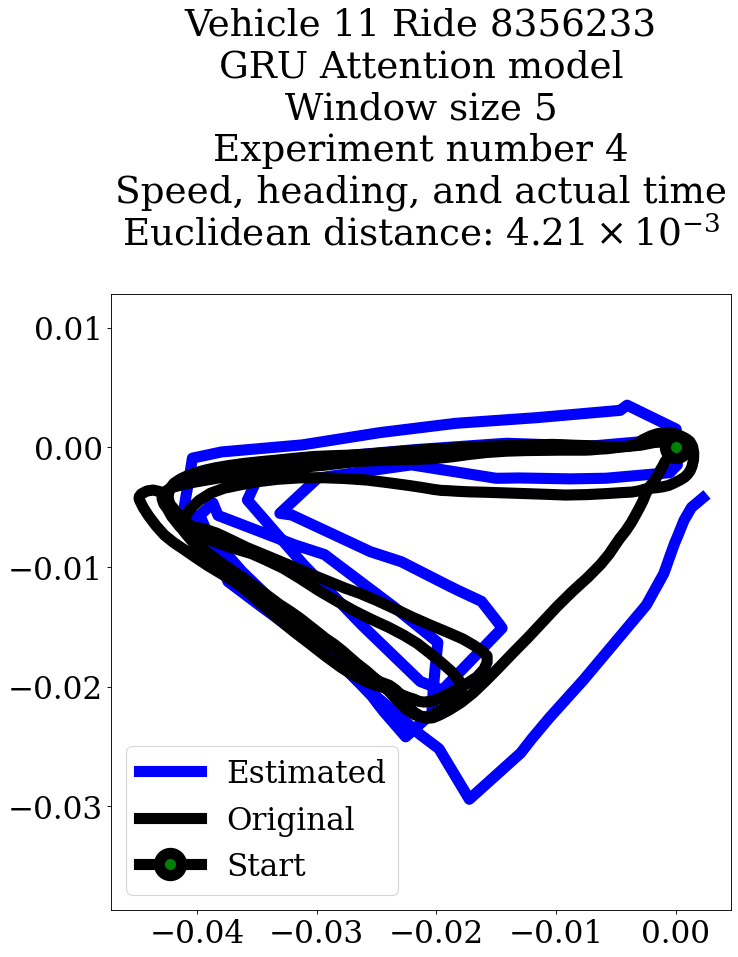 Vehicle 11 Ride 8356233
GRU Attention model
Window size 5
Experiment number 4
Speed, heading, and actual time
Euclidean distance: 4.21 × 10⁻³
0.01
0.00
−0.01
−0.02
−0.03
Estimated
Original
Start
−0.04 −0.03 −0.02 −0.01 0.00